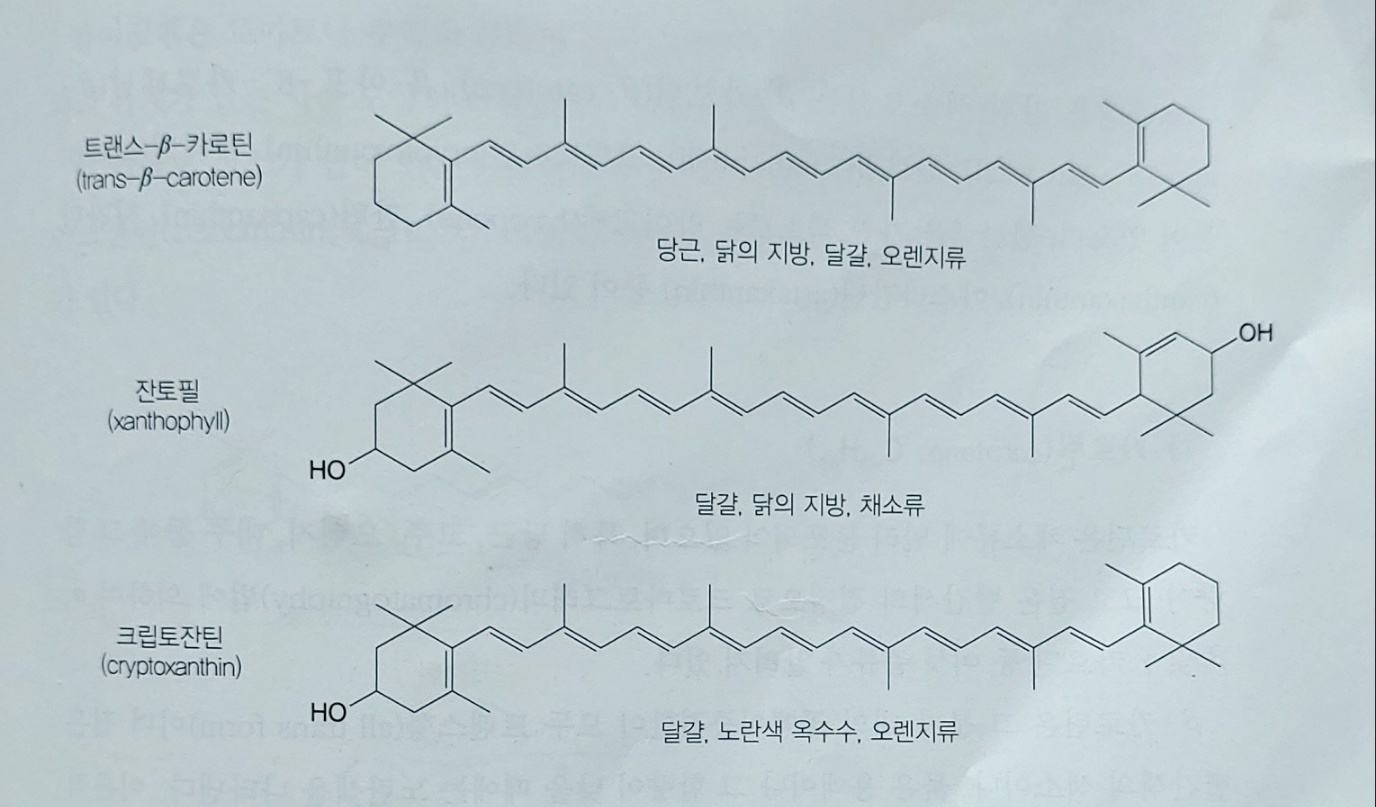 트랜스-β-카로틴
(trans-β-carotene)
당근, 닭의 지방, 달걀, 오렌지류
OH
잔토필
(xanthophyll)
HO
달걀, 닭의 지방, 채소류
크립토잔틴
(cryptoxanthin)
HO
달걀, 노란색 옥수수, 오렌지류